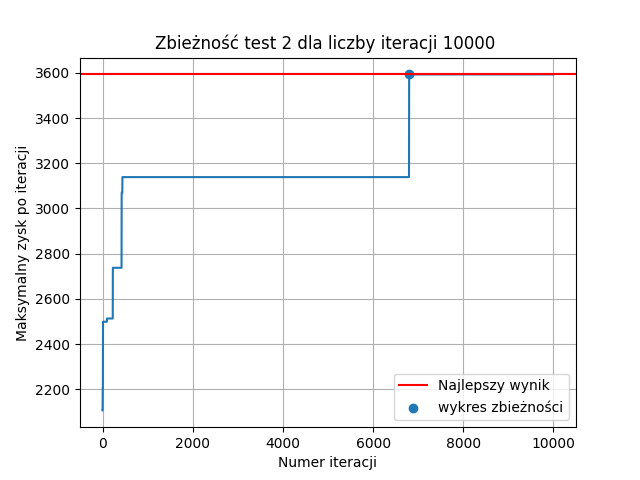 Zbieżność test 2 dla liczby iteracji 10000
Maksymalny zysk po iteracji
3600
3400
3200
3000
2800
2600
2400
2200
0 2000 4000 6000 8000 10000
Numer iteracji
Najlepszy wynik
wykres zbieżności